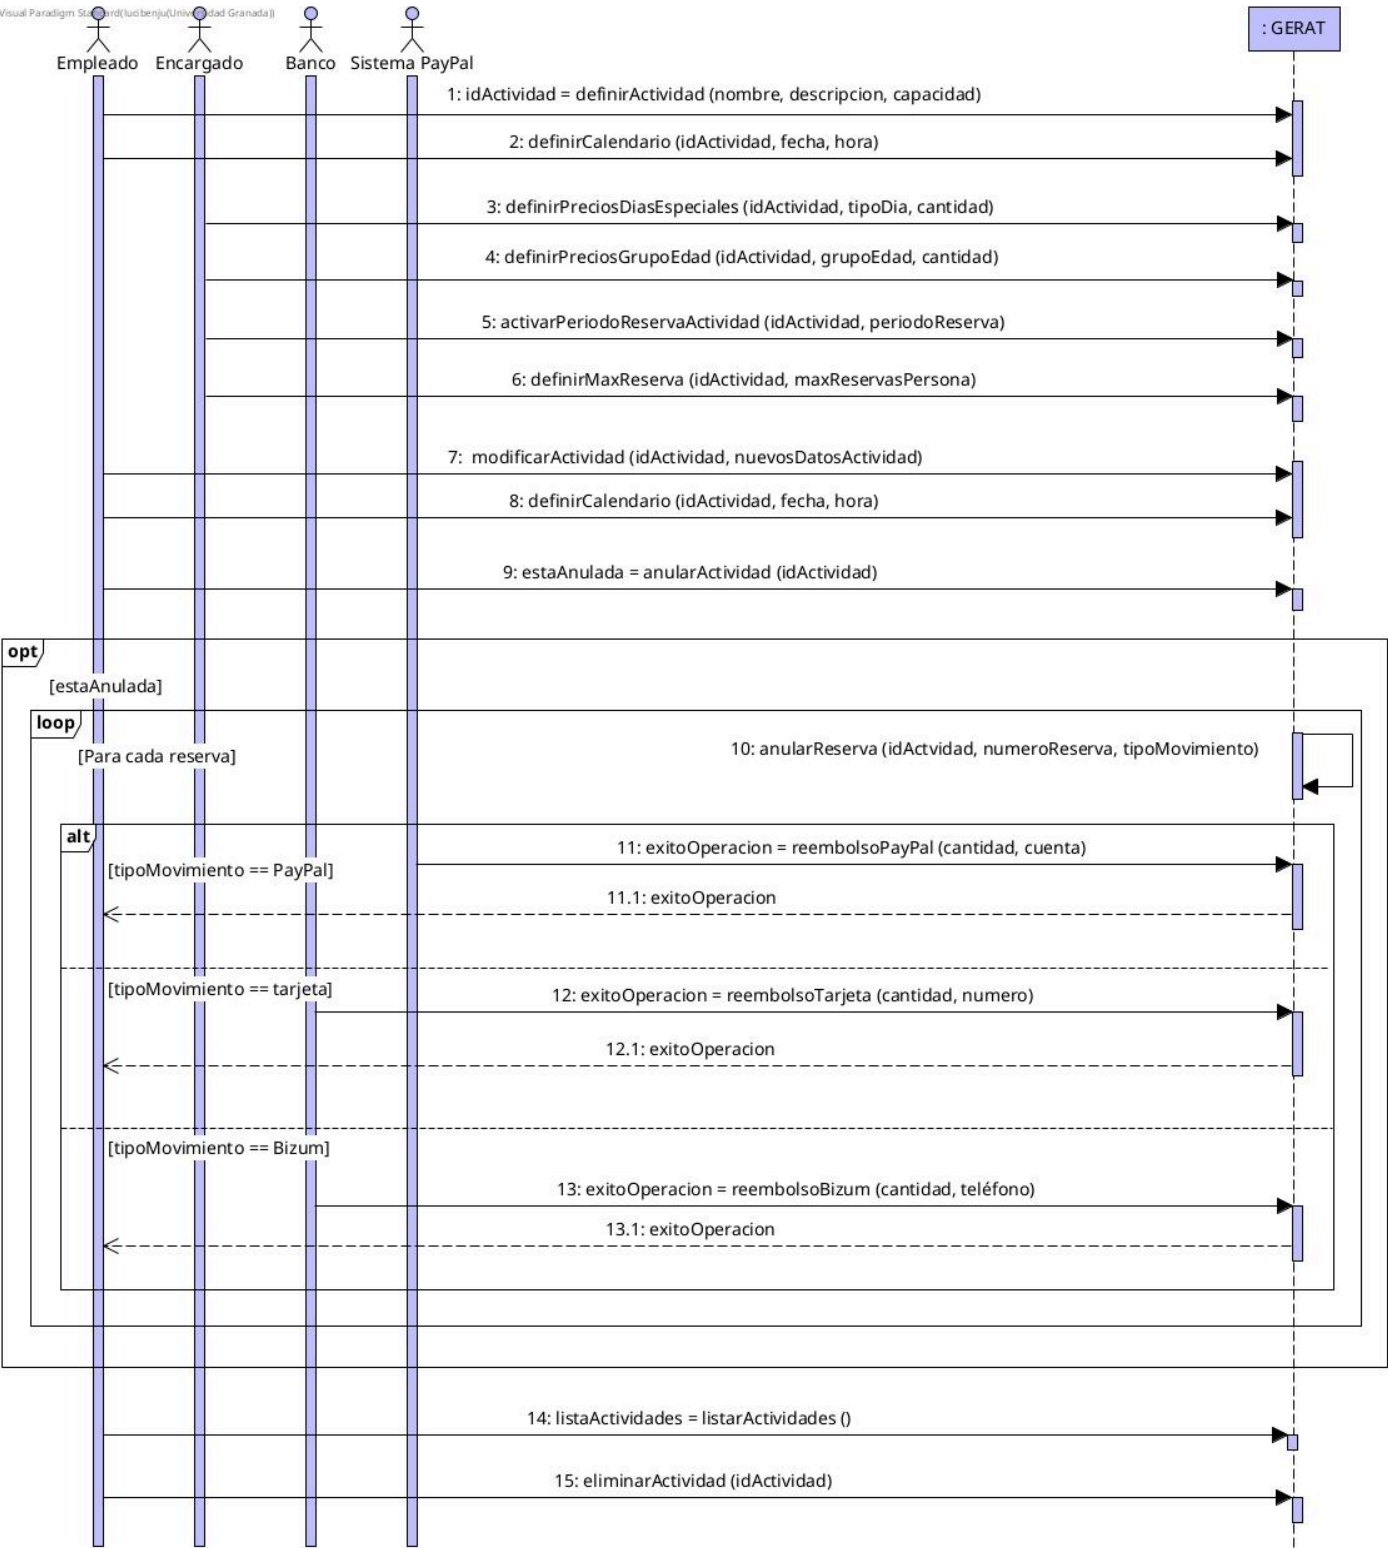 Visual Paradigm Standard(lucibenju(Universidad Granada))
: GERAT
Empleado
Encargado
Banco
Sistema PayPal
1: idActividad = definirActividad (nombre, descripcion, capacidad)
2: definirCalendario (idActividad, fecha, hora)
3: definirPreciosDiasEspeciales (idActividad, tipoDia, cantidad)
4: definirPreciosGrupoEdad (idActividad, grupoEdad, cantidad)
5: activarPeriodoReservaActividad (idActividad, periodoReserva)
6: definirMaxReserva (idActividad, maxReservasPersona)
7: modificarActividad (idActividad, nuevosDatosActividad)
8: definirCalendario (idActividad, fecha, hora)
9: estaAnulada = anularActividad (idActividad)
opt
[estaAnulada]
loop
[Para cada reserva]
10: anularReserva (idActvidad, numeroReserva, tipoMovimiento)
alt
11: exitoOperacion = reembolsoPayPal (cantidad, cuenta)
[tipoMovimiento == PayPal]
11.1: exitoOperacion
[tipoMovimiento == tarjeta]
12: exitoOperacion = reembolsoTarjeta (cantidad, numero)
12.1: exitoOperacion
[tipoMovimiento == Bizum]
13: exitoOperacion = reembolsoBizum (cantidad, teléfono)
13.1: exitoOperacion
14: listaActividades = listarActividades ()
15: eliminarActividad (idActividad)